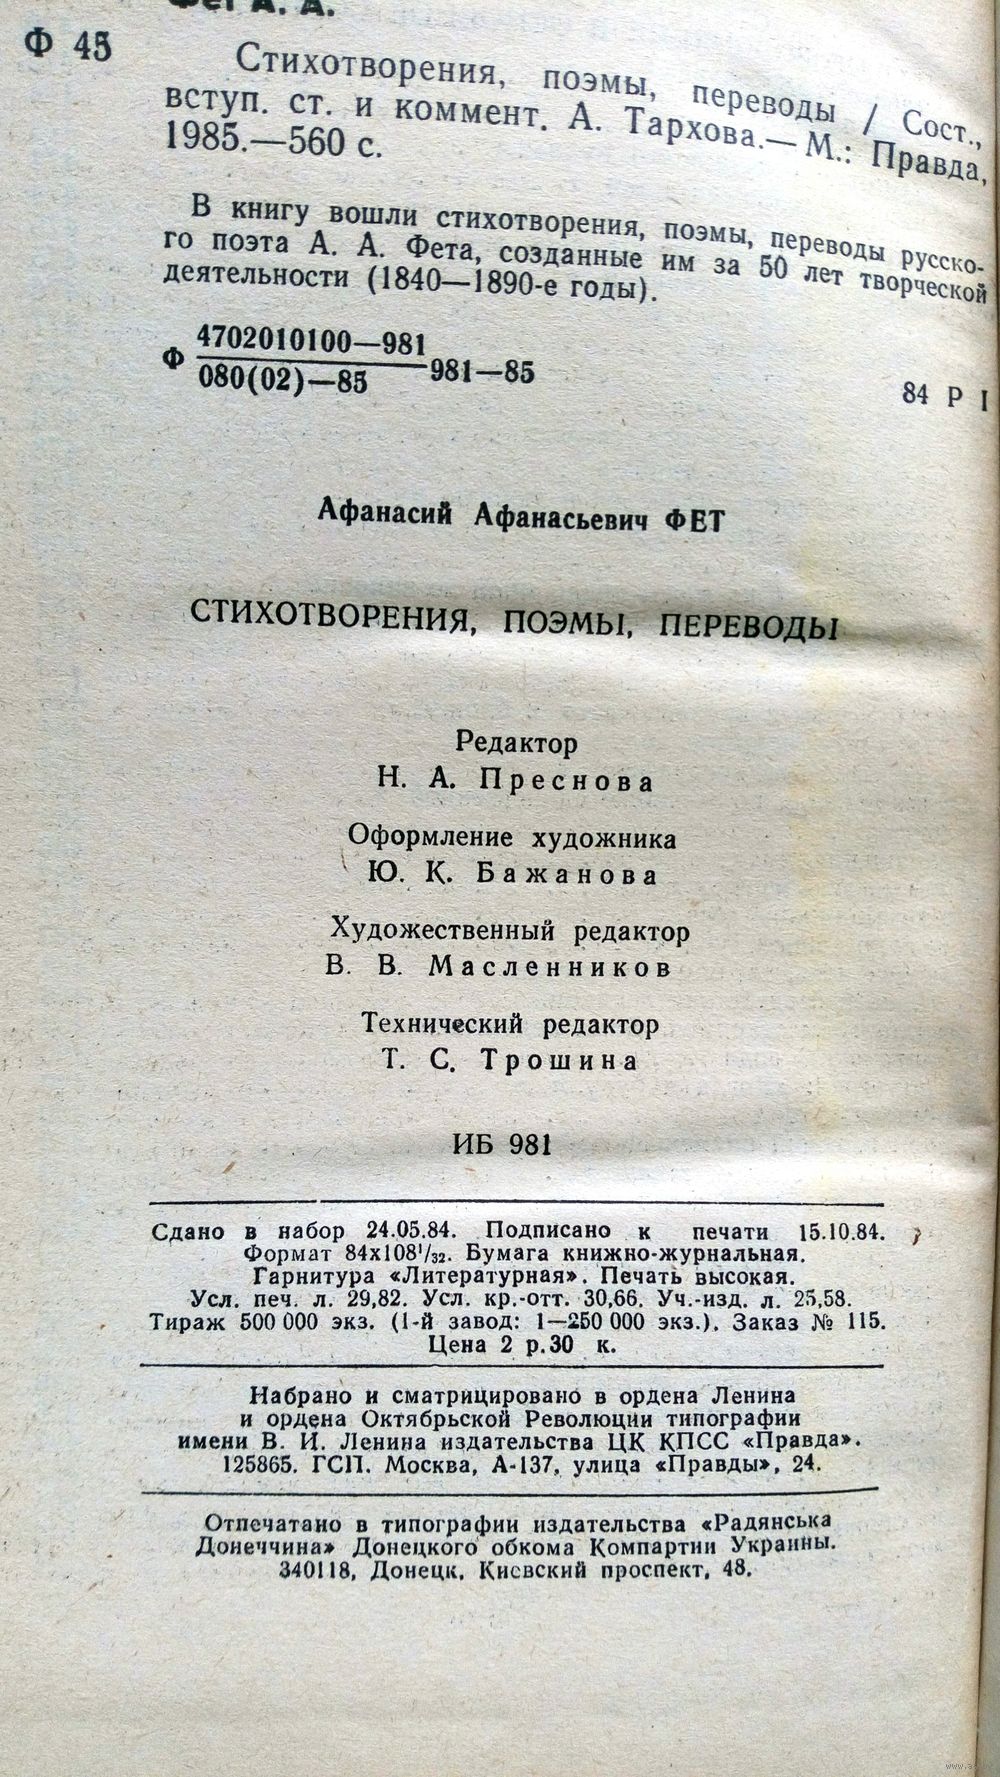 Фет А. А.
Ф 45
Стихотворения, поэмы, переводы / Сост.,
вступ. ст. и коммент. А. Тархова.— М.: Правда,
1985.—560 с.
В книгу вошли стихотворения, поэмы, переводы русско-
го поэта А. А. Фета, созданные им за 50 лет творческой
деятельности (1840—1890-е годы).
4702010100—981
Ф 981—85
080(02)—85
84 Р I
Афанасий Афанасьевич ФЕТ
СТИХОТВОРЕНИЯ, ПОЭМЫ, ПЕРЕВОДЫ
Редактор
Н. А. Преснова
Оформление художника
Ю. К. Бажанова
Художественный редактор
В. В. Масленников
Технический редактор
Т. С. Трошина
ИБ 981
Сдано в набор 24.05.84. Подписано к печати 15.10.84.
Формат 84х108¹/₃₂. Бумага книжно-журнальная.
Гарнитура «Литературная». Печать высокая.
Усл. печ. л. 29,82. Усл. кр.-отт. 30,66. Уч.-изд. л. 25,58.
Тираж 500 000 экз. (1-й завод: 1—250 000 экз.). Заказ № 115.
Цена 2 р.30 к.
Набрано и сматрицировано в ордена Ленина
и ордена Октябрьской Революции типографии
имени В. И. Ленина издательства ЦК КПСС «Правда».
125865. ГСП. Москва, А-137, улица «Правды», 24.
Отпечатано в типографии издательства «Радянська
Донеччина» Донецкого обкома Компартии Украины.
340118, Донецк, Киевский проспект, 48.